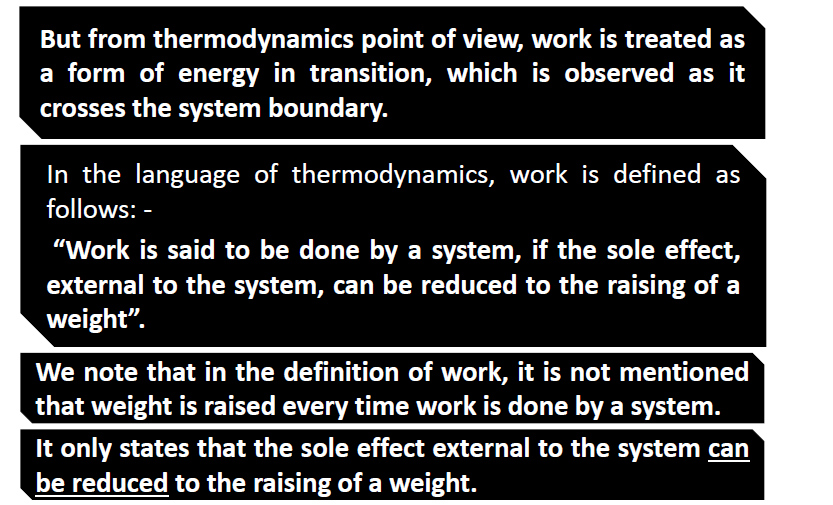 But from thermodynamics point of view, work is treated as
a form of energy in transition, which is observed as it
crosses the system boundary.
In the language of thermodynamics, work is defined as
follows: -
“Work is said to be done by a system, if the sole effect,
external to the system, can be reduced to the raising of a
weight”.
We note that in the definition of work, it is not mentioned
that weight is raised every time work is done by a system.
It only states that the sole effect external to the system can
be reduced to the raising of a weight.